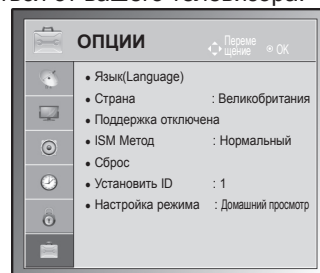 ОПЦИИ
Переме
щение
OK
• Язык(Language)
• Страна : Великобритания
• Поддержка отключена
• ISM Метод : Нормальный
• Сброс
• Установить ID : 1
• Настройка режима : Домашний просмотр